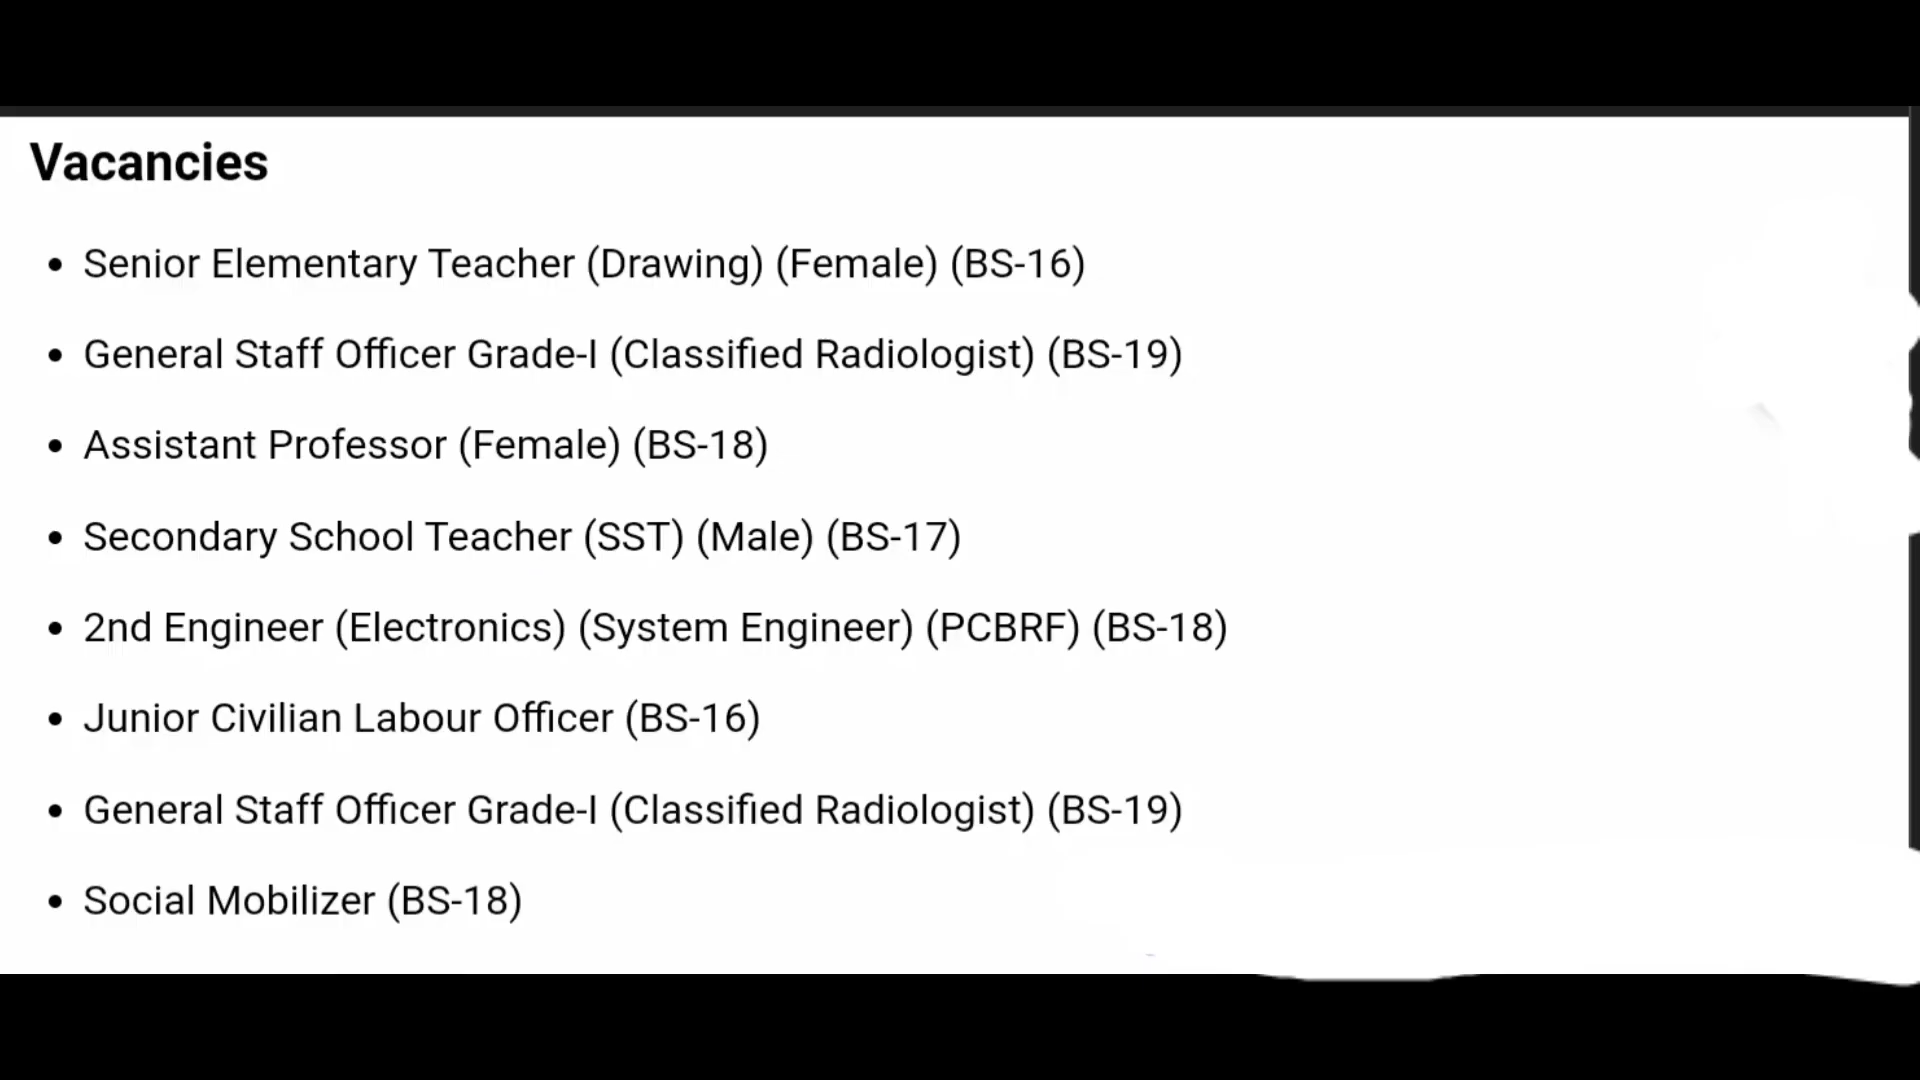 Vacancies
• Senior Elementary Teacher (Drawing) (Female) (BS-16)
• General Staff Officer Grade-I (Classified Radiologist) (BS-19)
• Assistant Professor (Female) (BS-18)
• Secondary School Teacher (SST) (Male) (BS-17)
• 2nd Engineer (Electronics) (System Engineer) (PCBRF) (BS-18)
• Junior Civilian Labour Officer (BS-16)
• General Staff Officer Grade-I (Classified Radiologist) (BS-19)
• Social Mobilizer (BS-18)